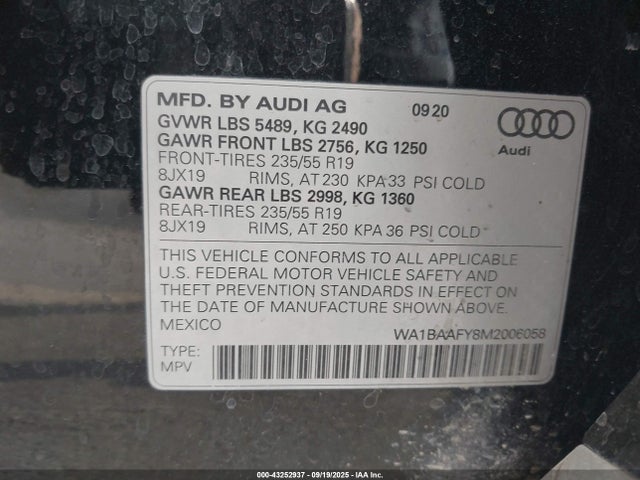 MFD. BY AUDI AG 09 20
GVWR LBS 5489, KG 2490
GAWR FRONT LBS 2756, KG 1250
FRONT-TIRES 235/55 R19
8JX19 RIMS, AT 230 KPA 33 PSI COLD
GAWR REAR LBS 2998, KG 1360
REAR-TIRES 235/55 R19
8JX19 RIMS, AT 250 KPA 36 PSI COLD
Audi
THIS VEHICLE CONFORMS TO ALL APPLICABLE
U.S. FEDERAL MOTOR VEHICLE SAFETY AND
THEFT PREVENTION STANDARDS IN EFFECT ON
THE DATE OF MANUFACTURE SHOWN ABOVE.
MEXICO
WA1BAAFY8M2006058
TYPE:
MPV
000-43252937 - 09/19/2025 - IAA Inc.